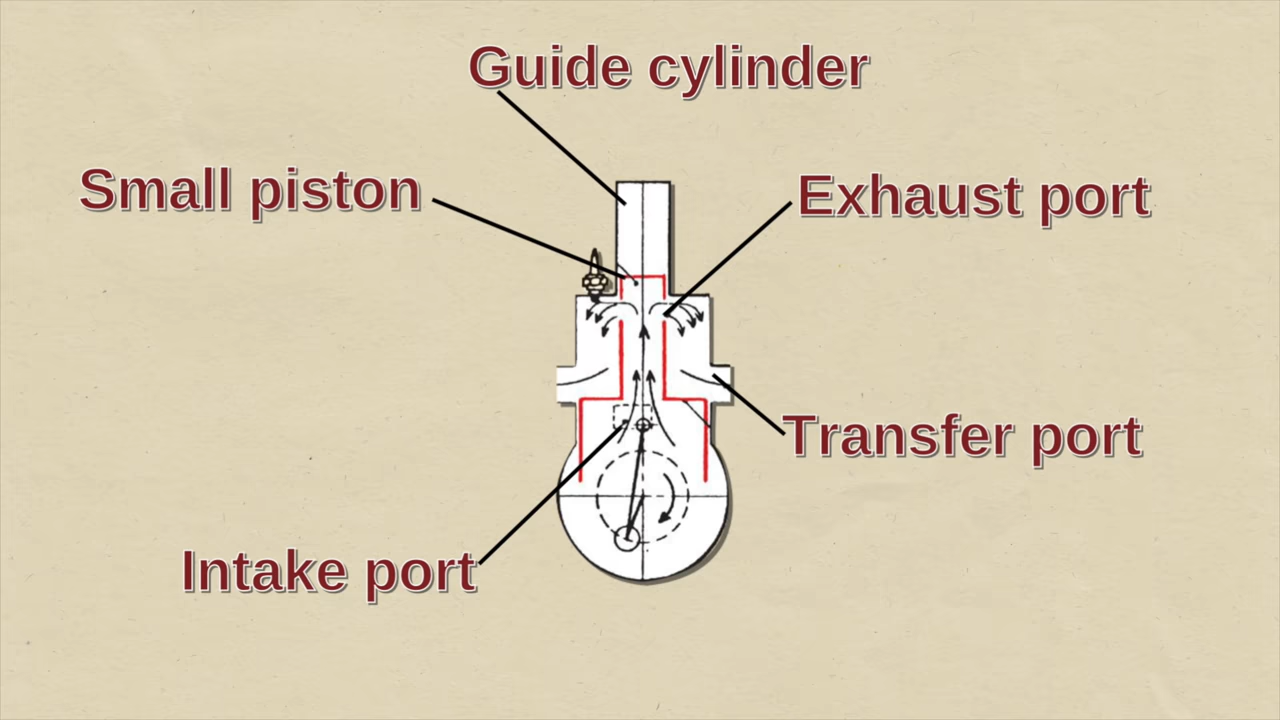 Guide cylinder
Small piston
Exhaust port
Transfer port
Intake port